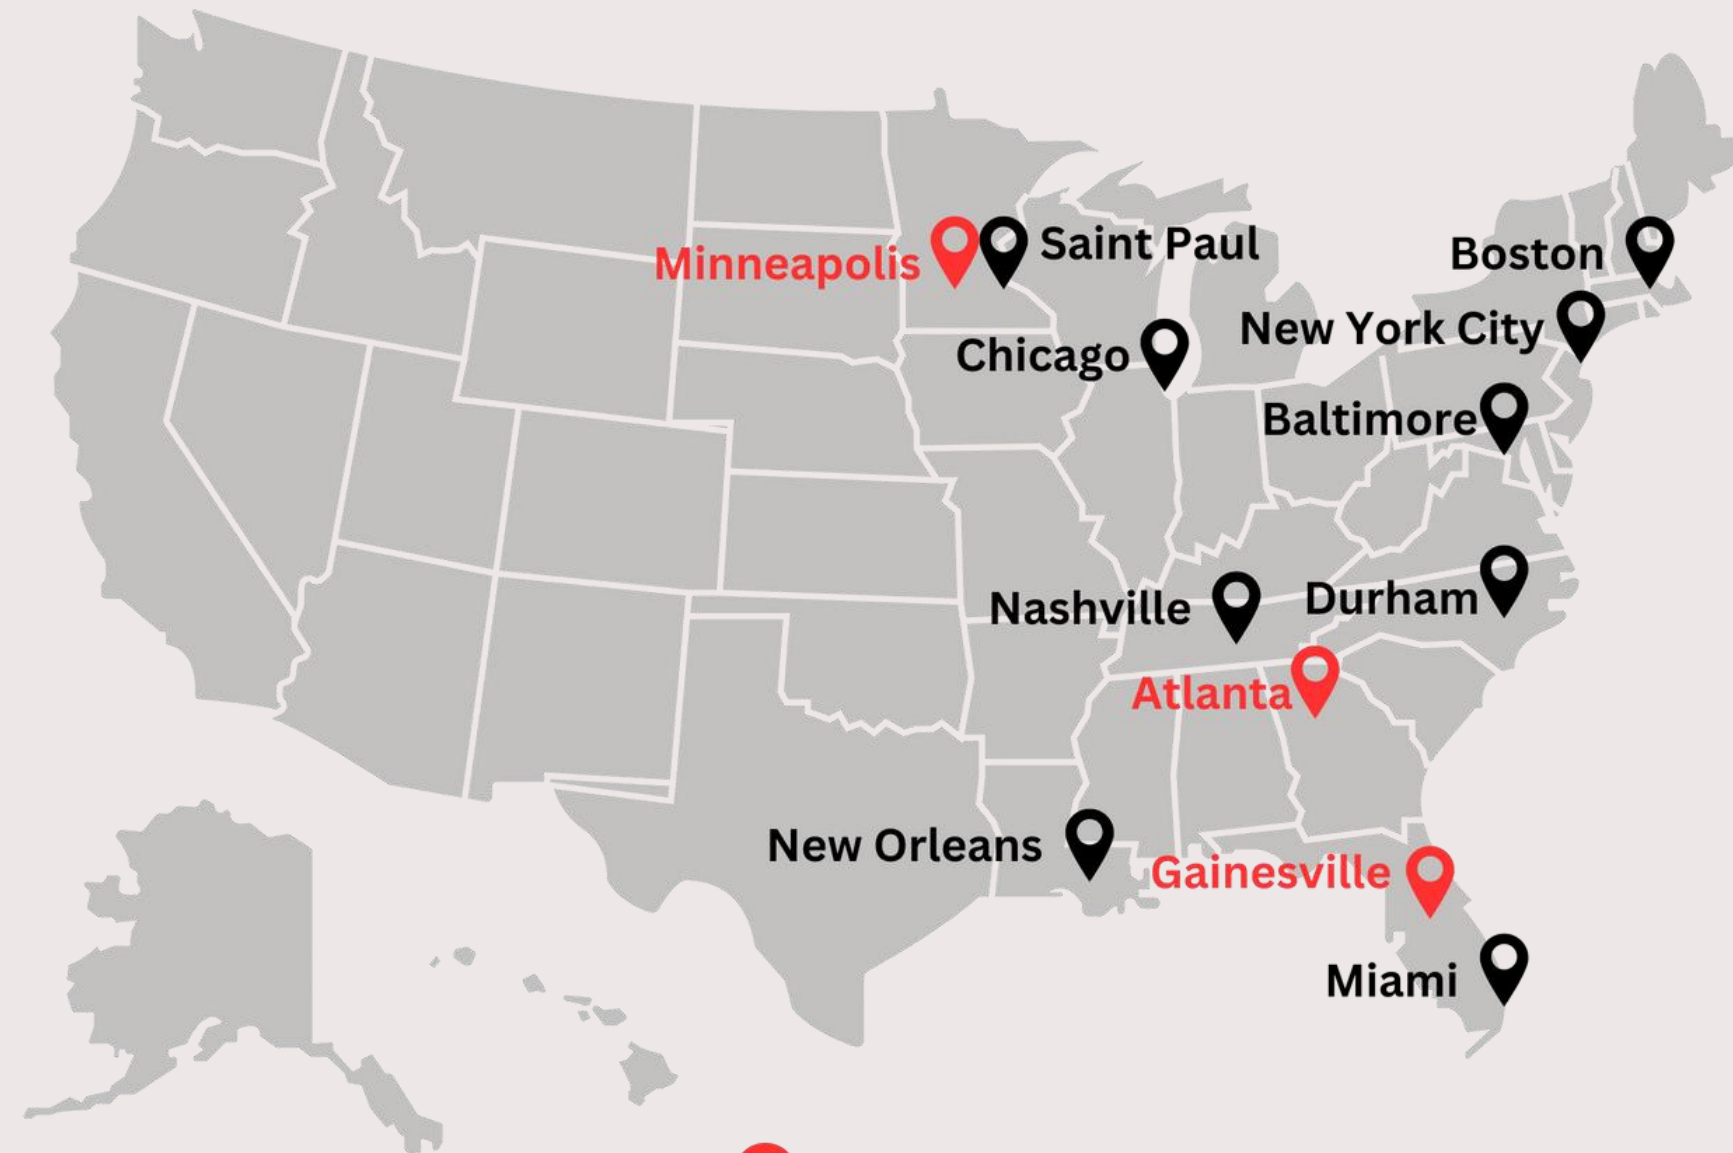 Minneapolis
Saint Paul
Boston
New York City
Chicago
Baltimore
Nashville
Durham
Atlanta
New Orleans
Gainesville
Miami